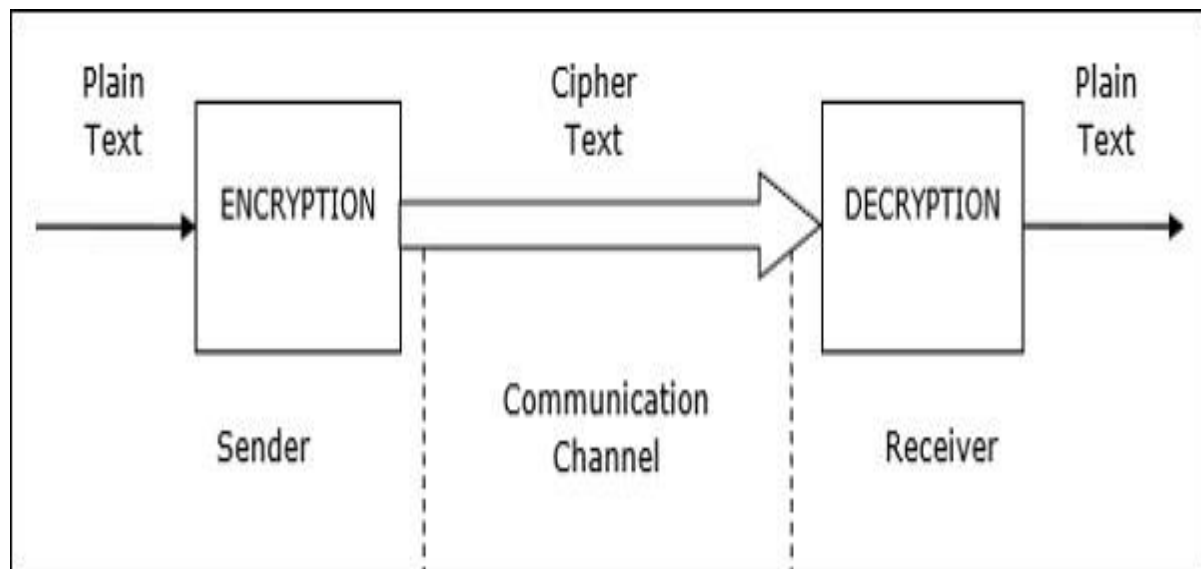 Plain
Text
ENCRYPTION
Cipher
Text
DECRYPTION
Plain
Text
Sender
Communication
Channel
Receiver